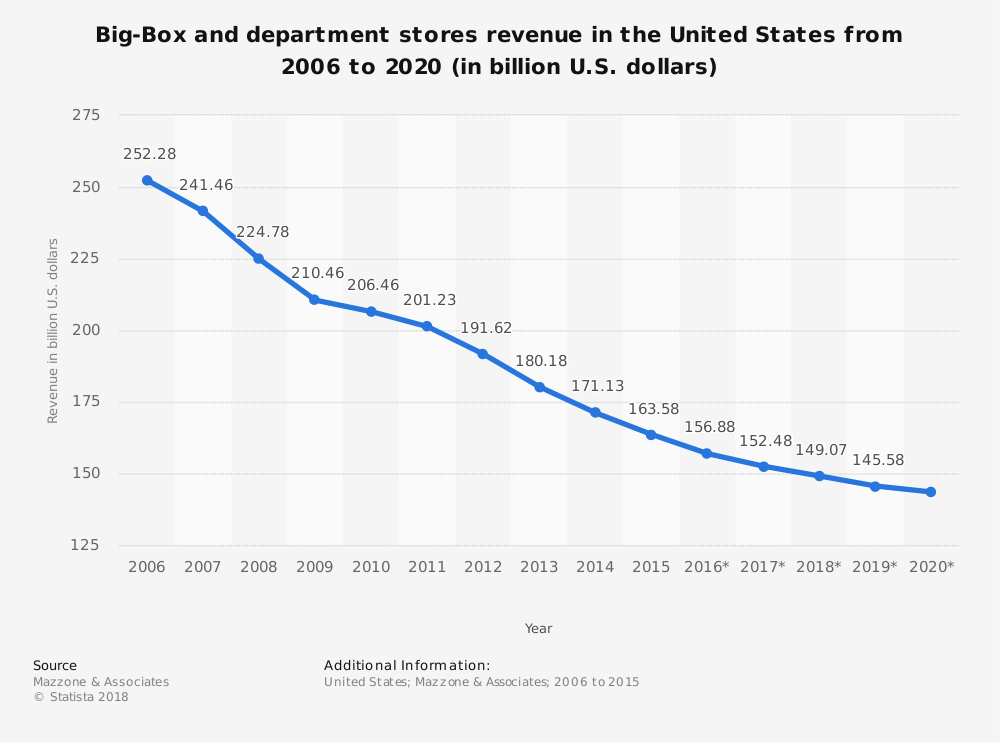 Big-Box and department stores revenue in the United States from
2006 to 2020 (in billion U.S. dollars)
275
250
225
200
175
150
125
Revenue in billion U.S. dollars
252.28
241.46
224.78
210.46
206.46
201.23
191.62
180.18
171.13
163.58
156.88
152.48
149.07
145.58
2006 2007 2008 2009 2010 2011 2012 2013 2014 2015 2016* 2017* 2018* 2019* 2020*
Year
Source
Mazzone & Associates
© Statista 2018
Additional Information:
United States; Mazzone & Associates; 2006 to 2015